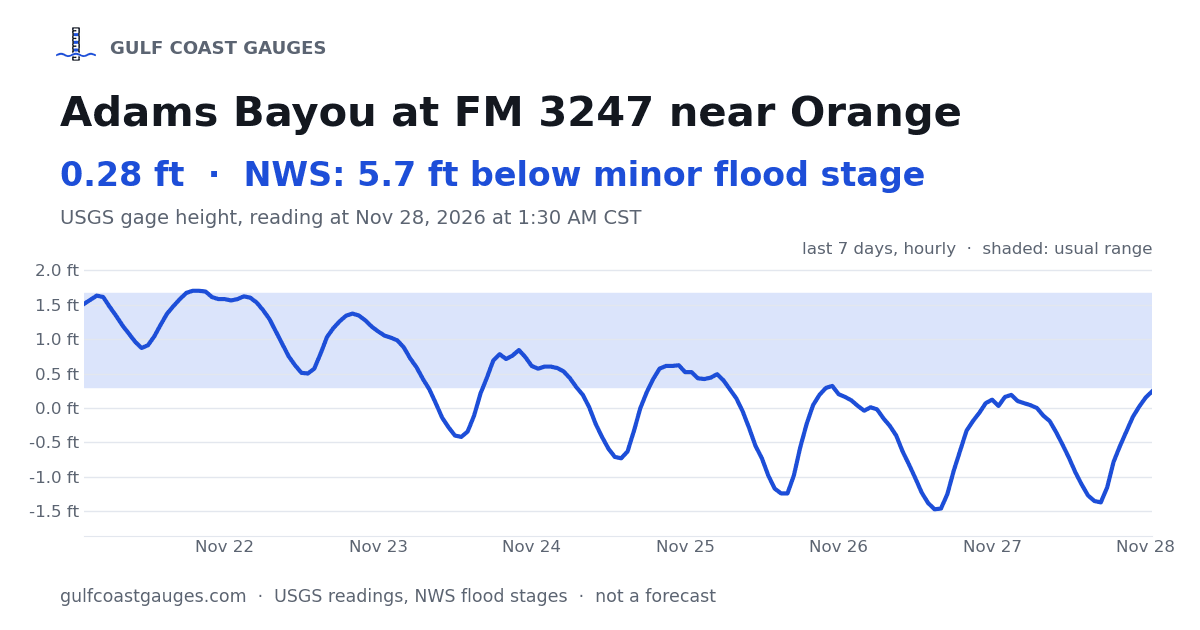 GULF COAST GAUGES
Adams Bayou at FM 3247 near Orange
0.28 ft · NWS: 5.7 ft below minor flood stage
USGS gage height, reading at Nov 28, 2026 at 1:30 AM CST
last 7 days, hourly · shaded: usual range
2.0 ft
1.5 ft
1.0 ft
0.5 ft
0.0 ft
-0.5 ft
-1.0 ft
-1.5 ft
Nov 22 Nov 23 Nov 24 Nov 25 Nov 26 Nov 27 Nov 28
gulfcoastgauges.com · USGS readings, NWS flood stages · not a forecast